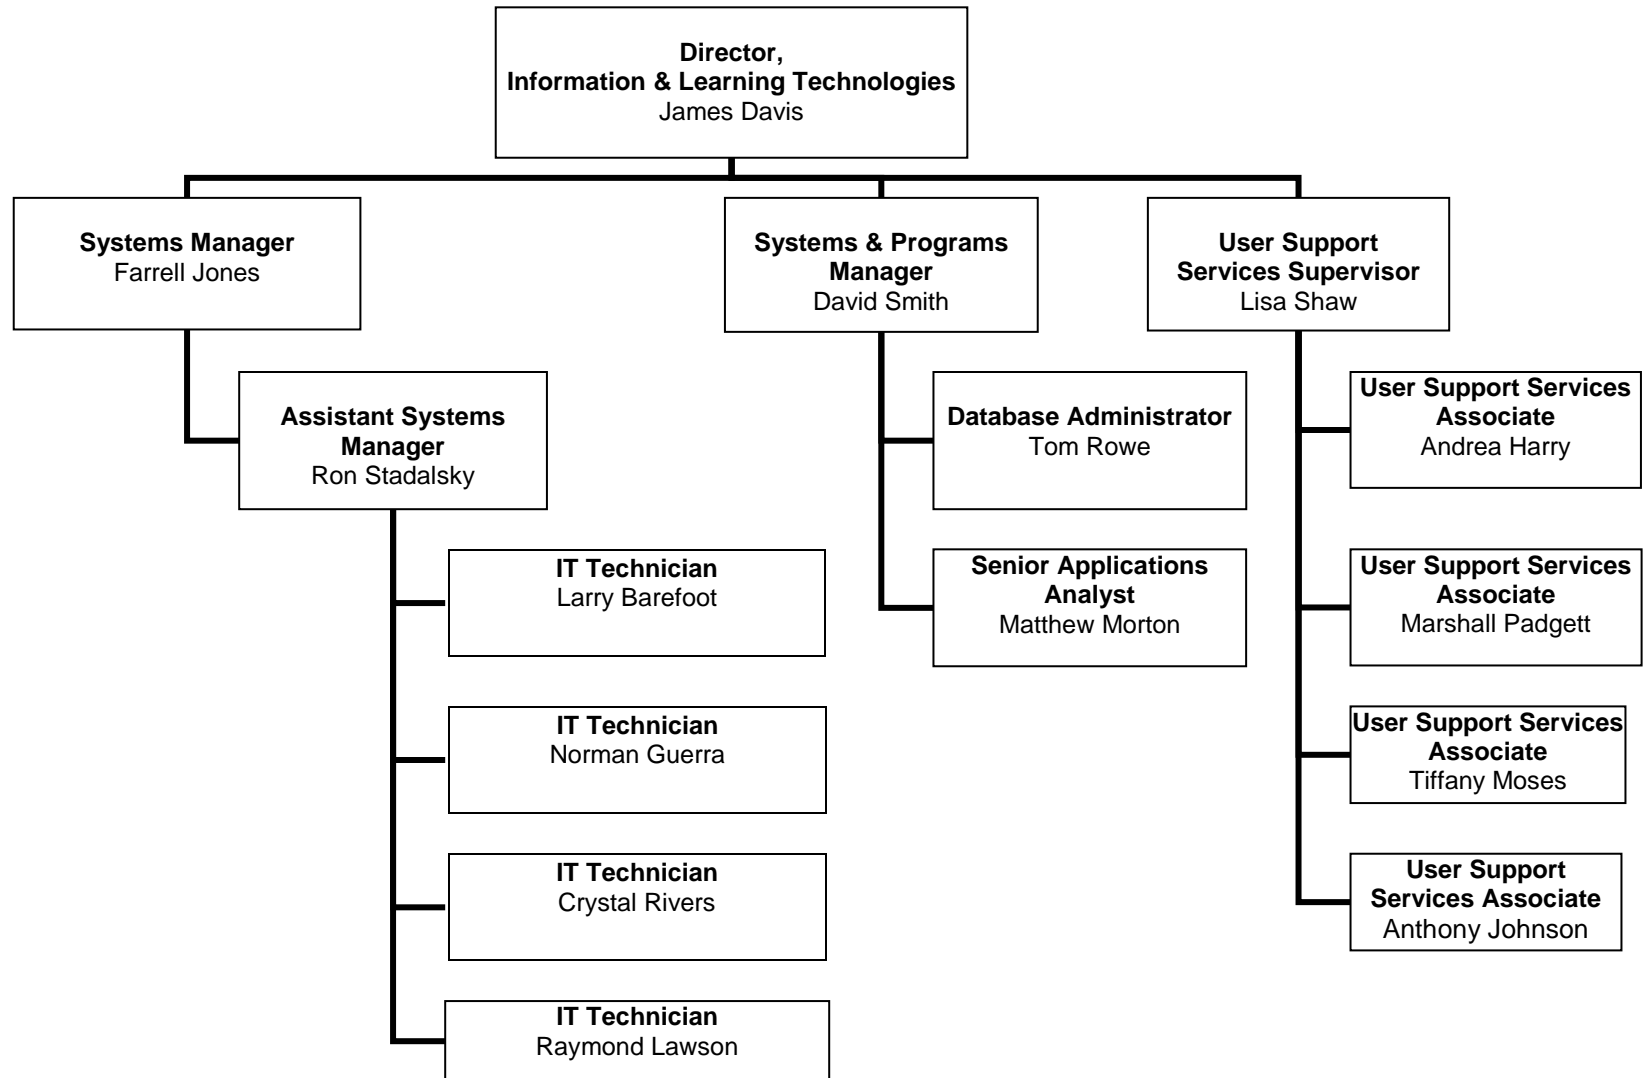 Director,
Information & Learning Technologies
James Davis
Systems Manager
Farrell Jones
Systems & Programs
Manager
David Smith
User Support
Services Supervisor
Lisa Shaw
Assistant Systems
Manager
Ron Stadalsky
Database Administrator
Tom Rowe
User Support Services
Associate
Andrea Harry
IT Technician
Larry Barefoot
Senior Applications
Analyst
Matthew Morton
User Support Services
Associate
Marshall Padgett
IT Technician
Norman Guerra
User Support Services
Associate
Tiffany Moses
IT Technician
Crystal Rivers
User Support
Services Associate
Anthony Johnson
IT Technician
Raymond Lawson